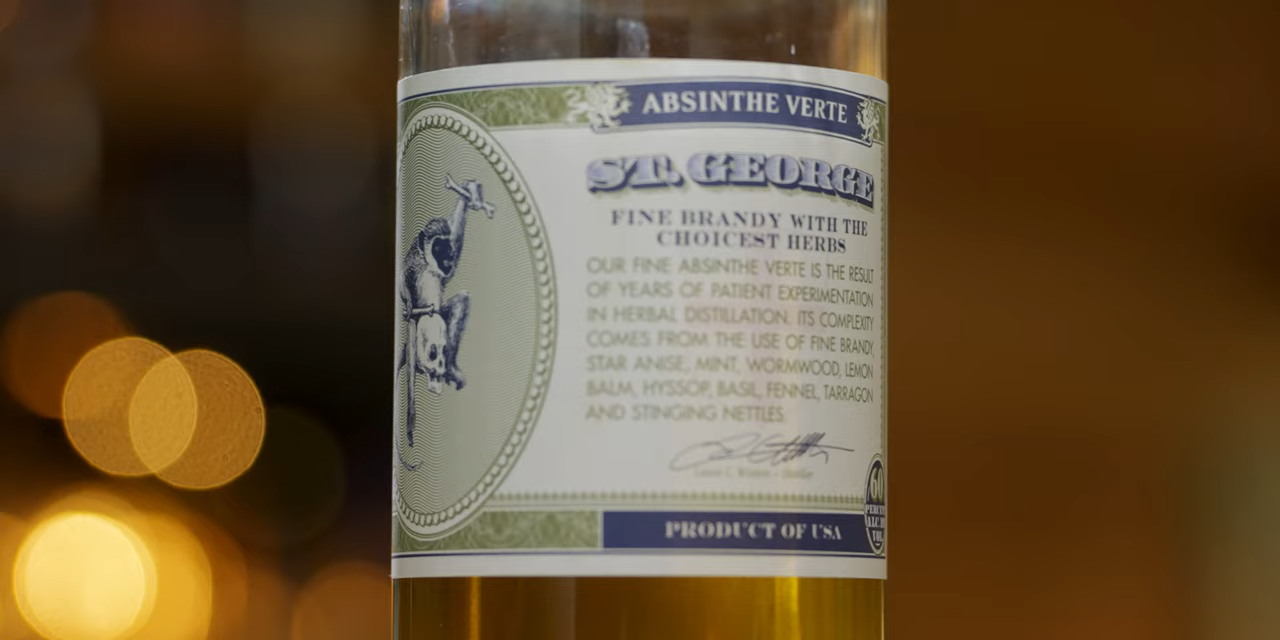 ABSINTHE VERTE
ST. GEORGE
FINE BRANDY WITH THE
CHOICEST HERBS
OUR FINE ABSINTHE VERTE IS THE RESULT
OF YEARS OF PATIENT EXPERIMENTATION
IN HERBAL DISTILLATION. ITS COMPLEXITY
COMES FROM THE USE OF FINE BRANDY,
STAR ANISE, MINT, WORMWOOD, LEMON
BALM, HYSSOP, BASIL, FENNEL, TARRAGON
AND STINGING NETTLES.
60
PRODUCT OF USA